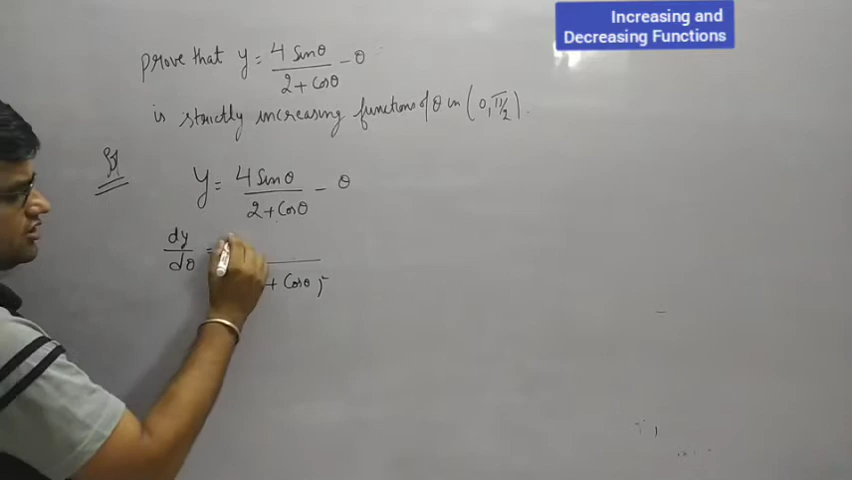 Increasing and
Decreasing Functions
Prove that y = 4 Sinθ / 2 + Cosθ - θ
is strictly increasing function of θ in (0, π/2).
Sol
y = 4 Sinθ / 2 + Cosθ - θ
dy/dθ = + Cosθ )²